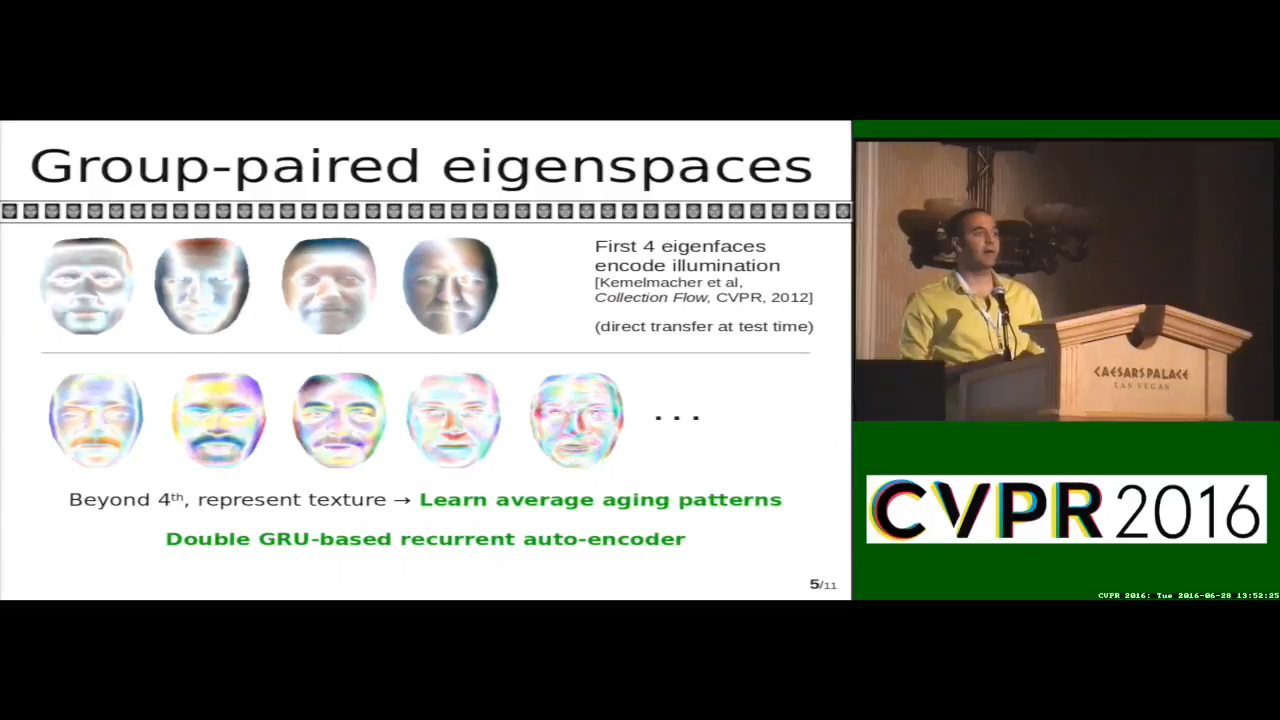 Group-paired eigenspaces
First 4 eigenfaces
encode illumination
[Kemelmacher et al,
Collection Flow, CVPR, 2012]
(direct transfer at test time)
. . .
Beyond 4th, represent texture → Learn average aging patterns
Double GRU-based recurrent auto-encoder
5/11
CAESARS PALACE
LAS VEGAS
CVPR 2016
CVPR 2016: Tue 2016-06-28 13:52:25